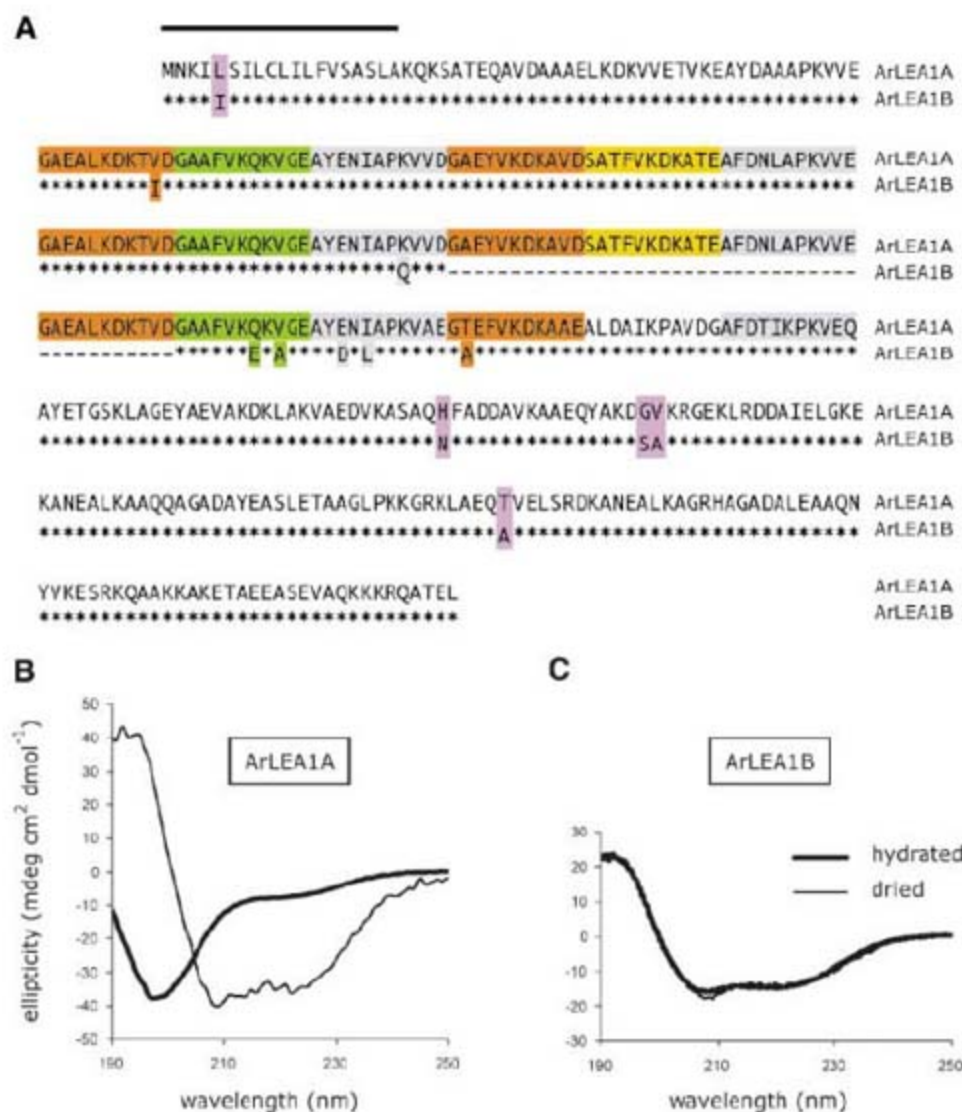 A
MNKILSILCLILFVSASLAKQKSATEQAVDAAAELKDKVVETVKEAYDAAAPKVVE ArLEA1A
****I*************************************************** ArLEA1B
GAEALKDKTVDGAAFVKQKVGEAYENIAPKVVDGAEYVKDKAVDSATFVKDKATEAFDNLAPKVVE ArLEA1A
*********I******************************************************** ArLEA1B
GAEALKDKTVDGAAFVKQKVGEAYENIAPKVVDGAEYVKDKAVDSATFVKDKATEAFDNLAPKVVE ArLEA1A
*****************************Q***--------------------------------- ArLEA1B
GAEALKDKTVDGAAFVKQKVGEAYENIAPKVAEGTEFVKDKAAEALDAIKPAVDGAFDTIKPKVEQ ArLEA1A
-----------******E*A****D*L*******A******************************* ArLEA1B
AYETGSKLAGEYAEVAKDKLAKVAEDVKASAQHFADDAVKAAEQYAKDGVKRGEKLRDDAIELGKE ArLEA1A
********************************N***************SA**************** ArLEA1B
KANEALKAAQQAGADAYEASLETAAGLPKKGRKLAEQTVELSRDKANEALKAGRHAGADALEAAQN ArLEA1A
*************************************A**************************** ArLEA1B
YVKESRKQAAKKAKETAEEASEVAQKKKRQATEL ArLEA1A
********************************** ArLEA1B
B
ellipticity (mdeg cm² dmol⁻¹)
50
40
30
20
10
0
-10
-20
-30
-40
-50
ArLEA1A
190 210 230 250
wavelength (nm)
C
ArLEA1B
hydrated
dried
30
20
10
0
-10
-20
-30
190 210 230 250
wavelength (nm)